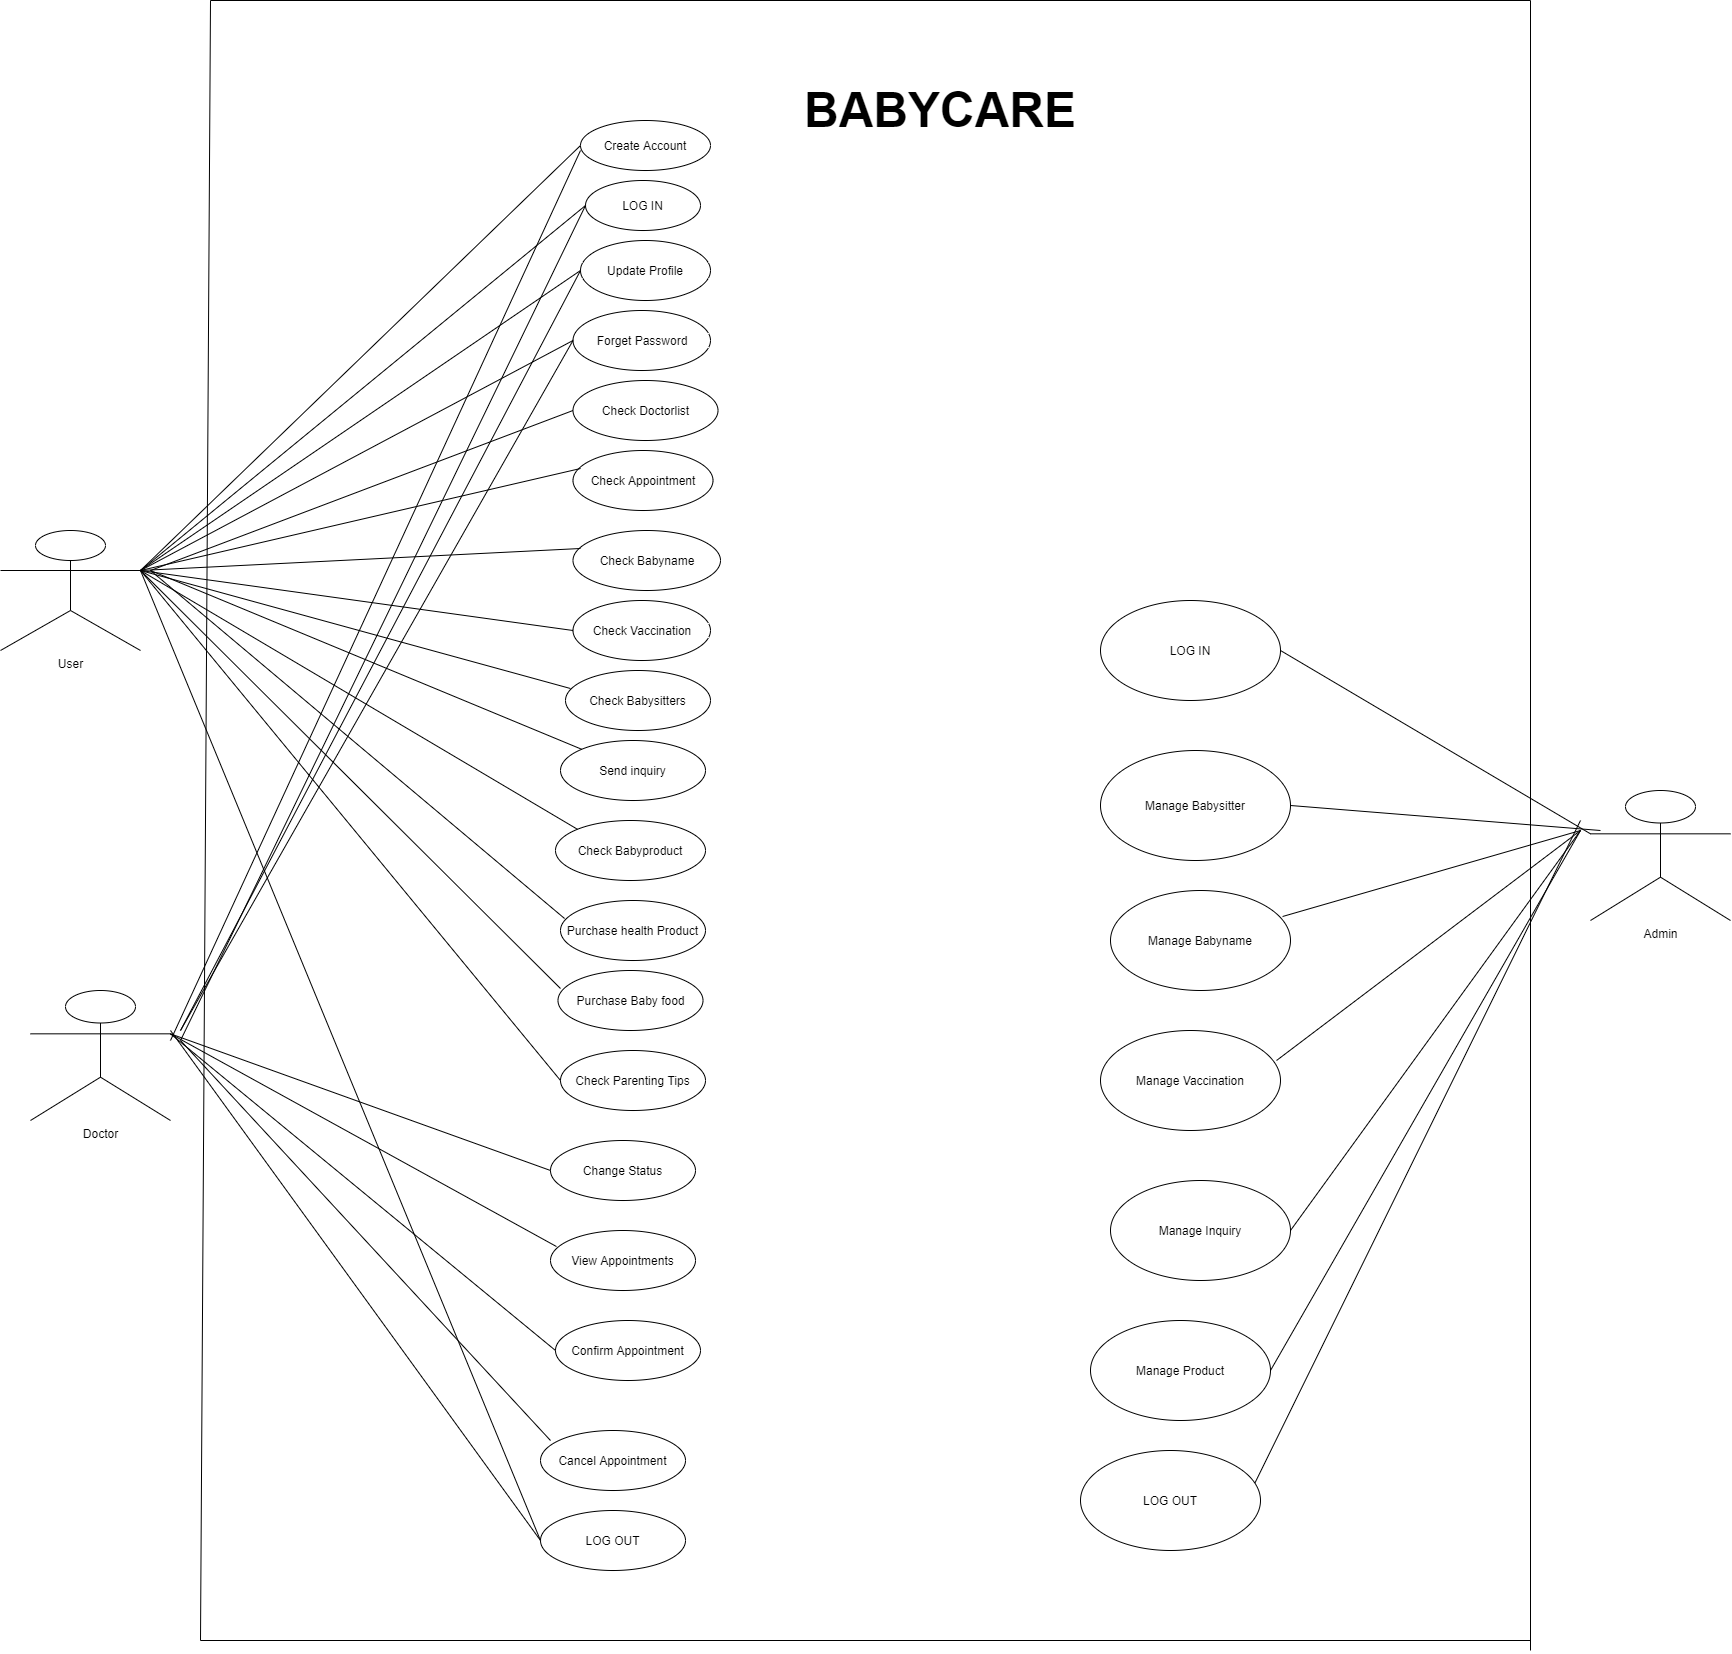 BABYCARE
Create Account
LOG IN
Update Profile
Forget Password
Check Doctorlist
Check Appointment
Check Babyname
Check Vaccination
Check Babysitters
Send inquiry
Check Babyproduct
Purchase health Product
Purchase Baby food
Check Parenting Tips
Change Status
View Appointments
Confirm Appointment
Cancel Appointment
LOG OUT
User
Doctor
LOG IN
Manage Babysitter
Manage Babyname
Manage Vaccination
Manage Inquiry
Manage Product
LOG OUT
Admin